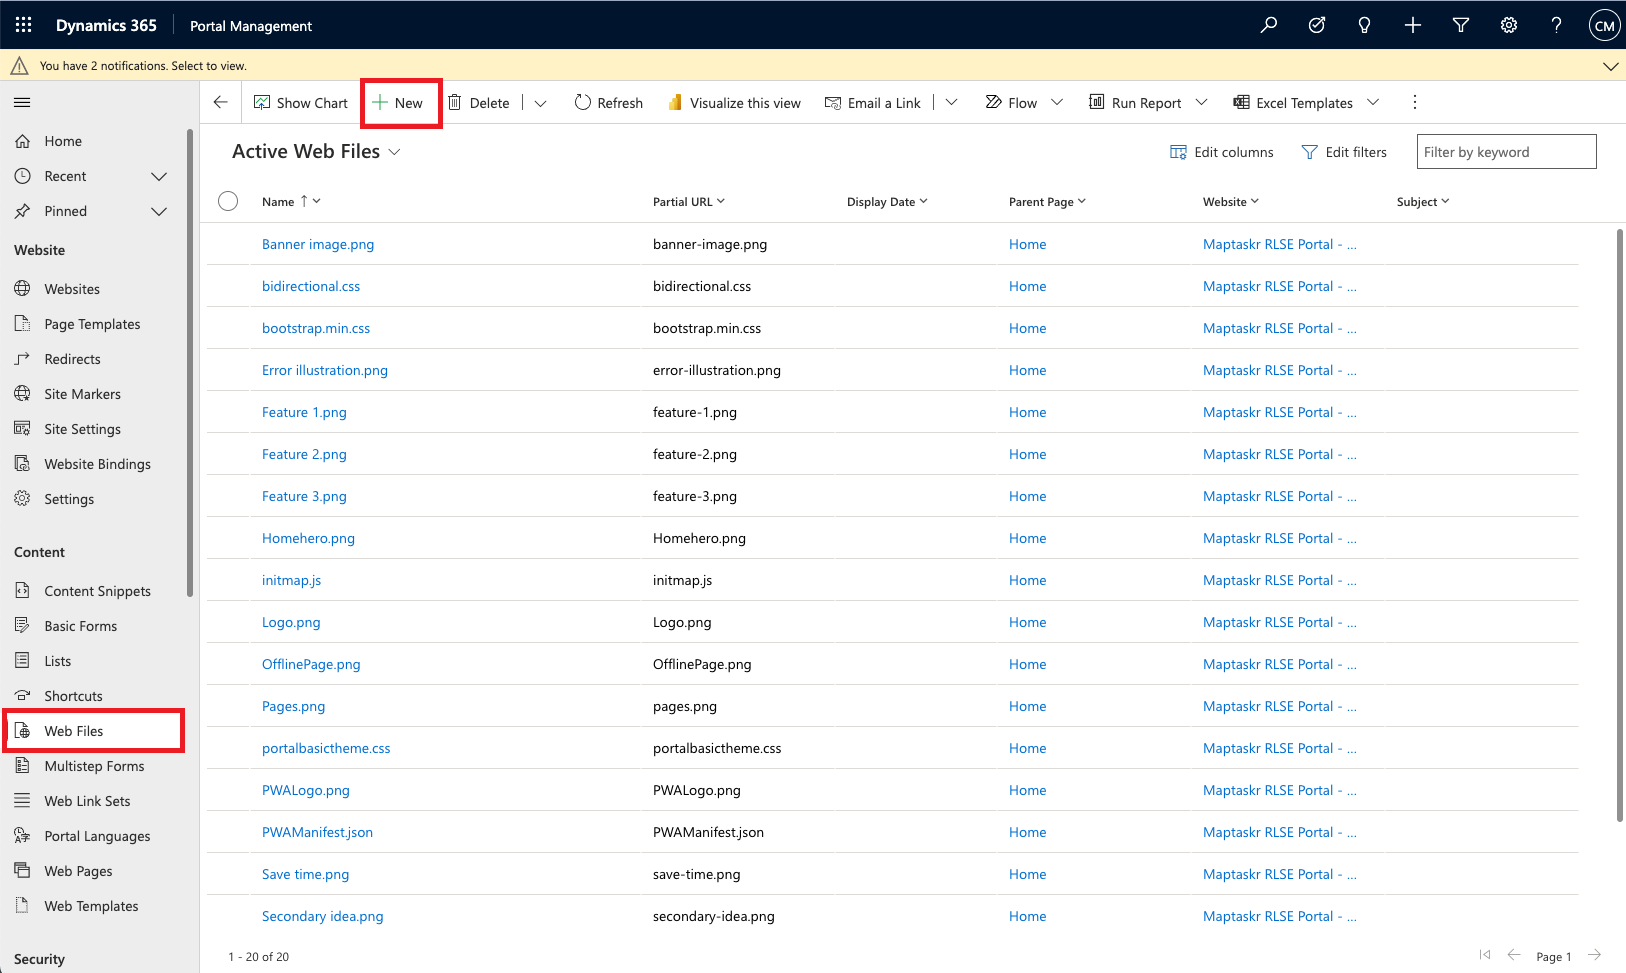 Dynamics 365 Portal Management CM
You have 2 notifications. Select to view.
Show Chart New Delete Refresh Visualize this view Email a Link Flow Run Report Excel Templates
Home
Recent
Pinned
Website
Websites
Page Templates
Redirects
Site Markers
Site Settings
Website Bindings
Settings
Content
Content Snippets
Basic Forms
Lists
Shortcuts
Web Files
Multistep Forms
Web Link Sets
Portal Languages
Web Pages
Web Templates
Security
Active Web Files Edit columns Edit filters Filter by keyword
Name Partial URL Display Date Parent Page Website Subject
Banner image.png banner-image.png Home Maptaskr RLSE Portal - ...
bidirectional.css bidirectional.css Home Maptaskr RLSE Portal - ...
bootstrap.min.css bootstrap.min.css Home Maptaskr RLSE Portal - ...
Error illustration.png error-illustration.png Home Maptaskr RLSE Portal - ...
Feature 1.png feature-1.png Home Maptaskr RLSE Portal - ...
Feature 2.png feature-2.png Home Maptaskr RLSE Portal - ...
Feature 3.png feature-3.png Home Maptaskr RLSE Portal - ...
Homehero.png Homehero.png Home Maptaskr RLSE Portal - ...
initmap.js initmap.js Home Maptaskr RLSE Portal - ...
Logo.png Logo.png Home Maptaskr RLSE Portal - ...
OfflinePage.png OfflinePage.png Home Maptaskr RLSE Portal - ...
Pages.png pages.png Home Maptaskr RLSE Portal - ...
portalbasictheme.css portalbasictheme.css Home Maptaskr RLSE Portal - ...
PWALogo.png PWALogo.png Home Maptaskr RLSE Portal - ...
PWAManifest.json PWAManifest.json Home Maptaskr RLSE Portal - ...
Save time.png save-time.png Home Maptaskr RLSE Portal - ...
Secondary idea.png secondary-idea.png Home Maptaskr RLSE Portal - ...
1 - 20 of 20 Page 1